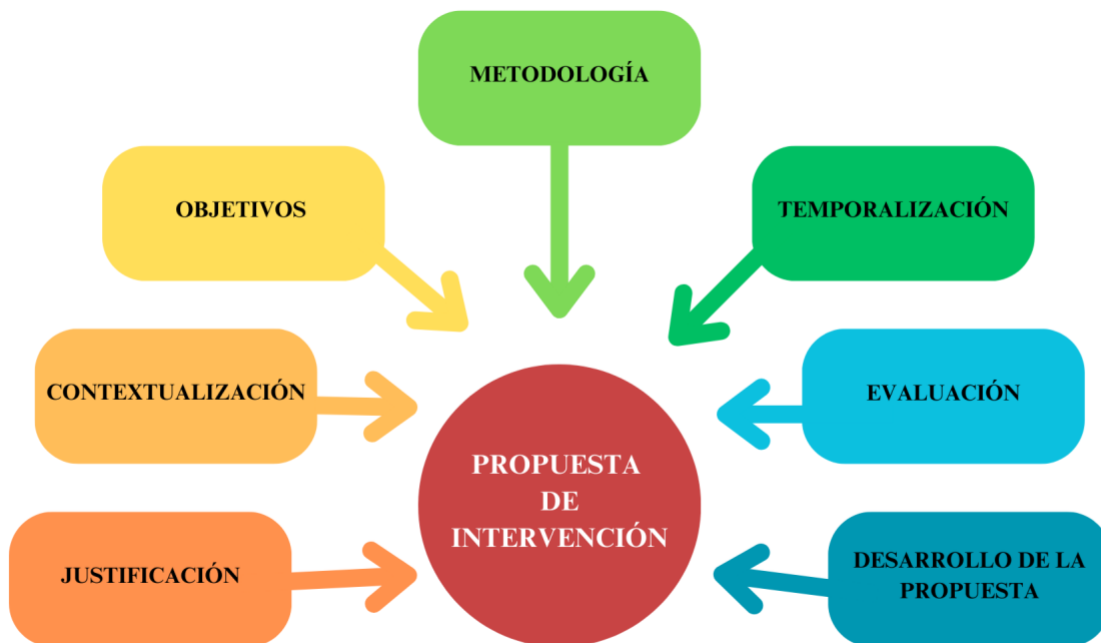 METODOLOGÍA
OBJETIVOS
TEMPORALIZACIÓN
CONTEXTUALIZACIÓN
EVALUACIÓN
PROPUESTA
DE
INTERVENCIÓN
JUSTIFICACIÓN
DESARROLLO DE LA
PROPUESTA